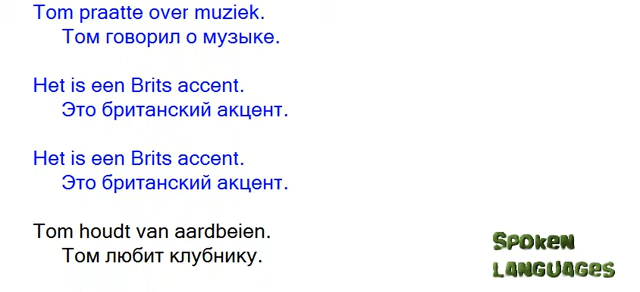 Tom praatte over muziek.
Том говорил о музыке.
Het is een Brits accent.
Это британский акцент.
Het is een Brits accent.
Это британский акцент.
Tom houdt van aardbeien.
Том любит клубнику.
Spoken
Languages